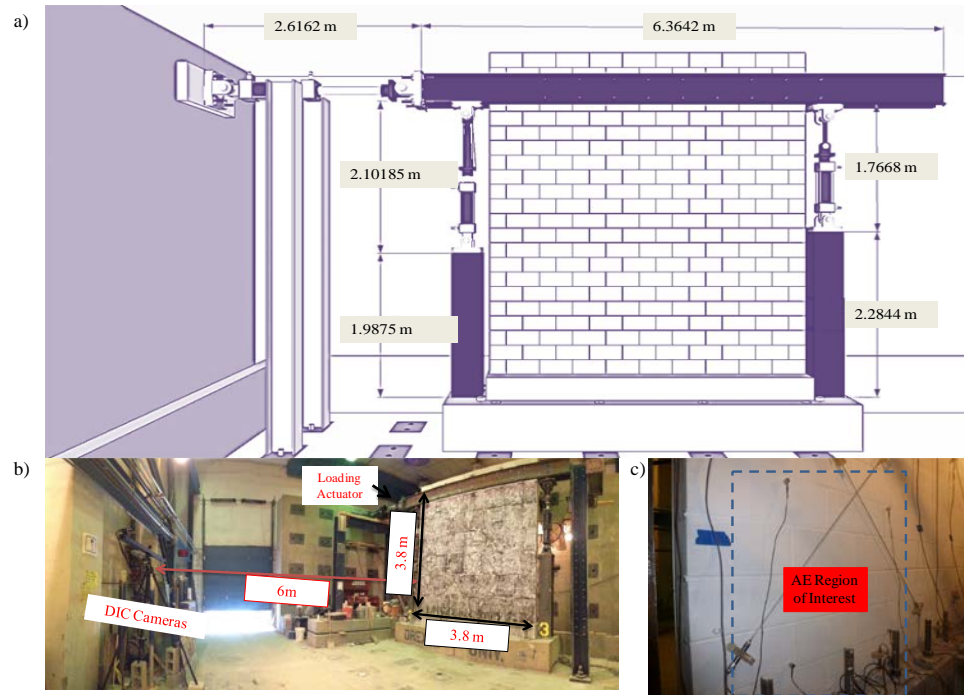 a)
2.6162 m
6.3642 m
2.10185 m
1.7668 m
1.9875 m
2.2844 m
b)
Loading
Actuator
3.8 m
6m
DIC Cameras
3.8 m
3
c)
AE Region
of Interest